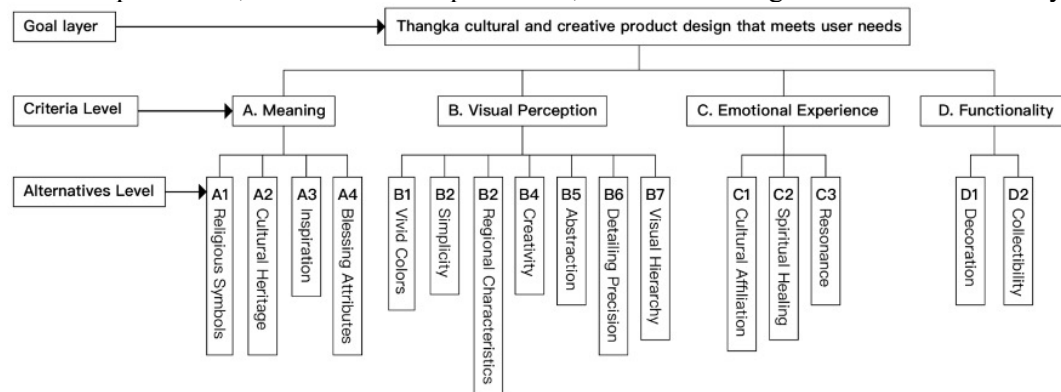 Goal layer
Thangka cultural and creative product design that meets user needs
Criteria Level
A. Meaning
B. Visual Perception
C. Emotional Experience
D. Functionality
Alternatives Level
A1 Religious Symbols
A2 Cultural Heritage
A3 Inspiration
A4 Blessing Attributes
B1 Vivid Colors
B2 Simplicity
B2 Regional Characteristics
B4 Creativity
B5 Abstraction
B6 Detailing Precision
B7 Visual Hierarchy
C1 Cultural Affiliation
C2 Spiritual Healing
C3 Resonance
D1 Decoration
D2 Collectibility